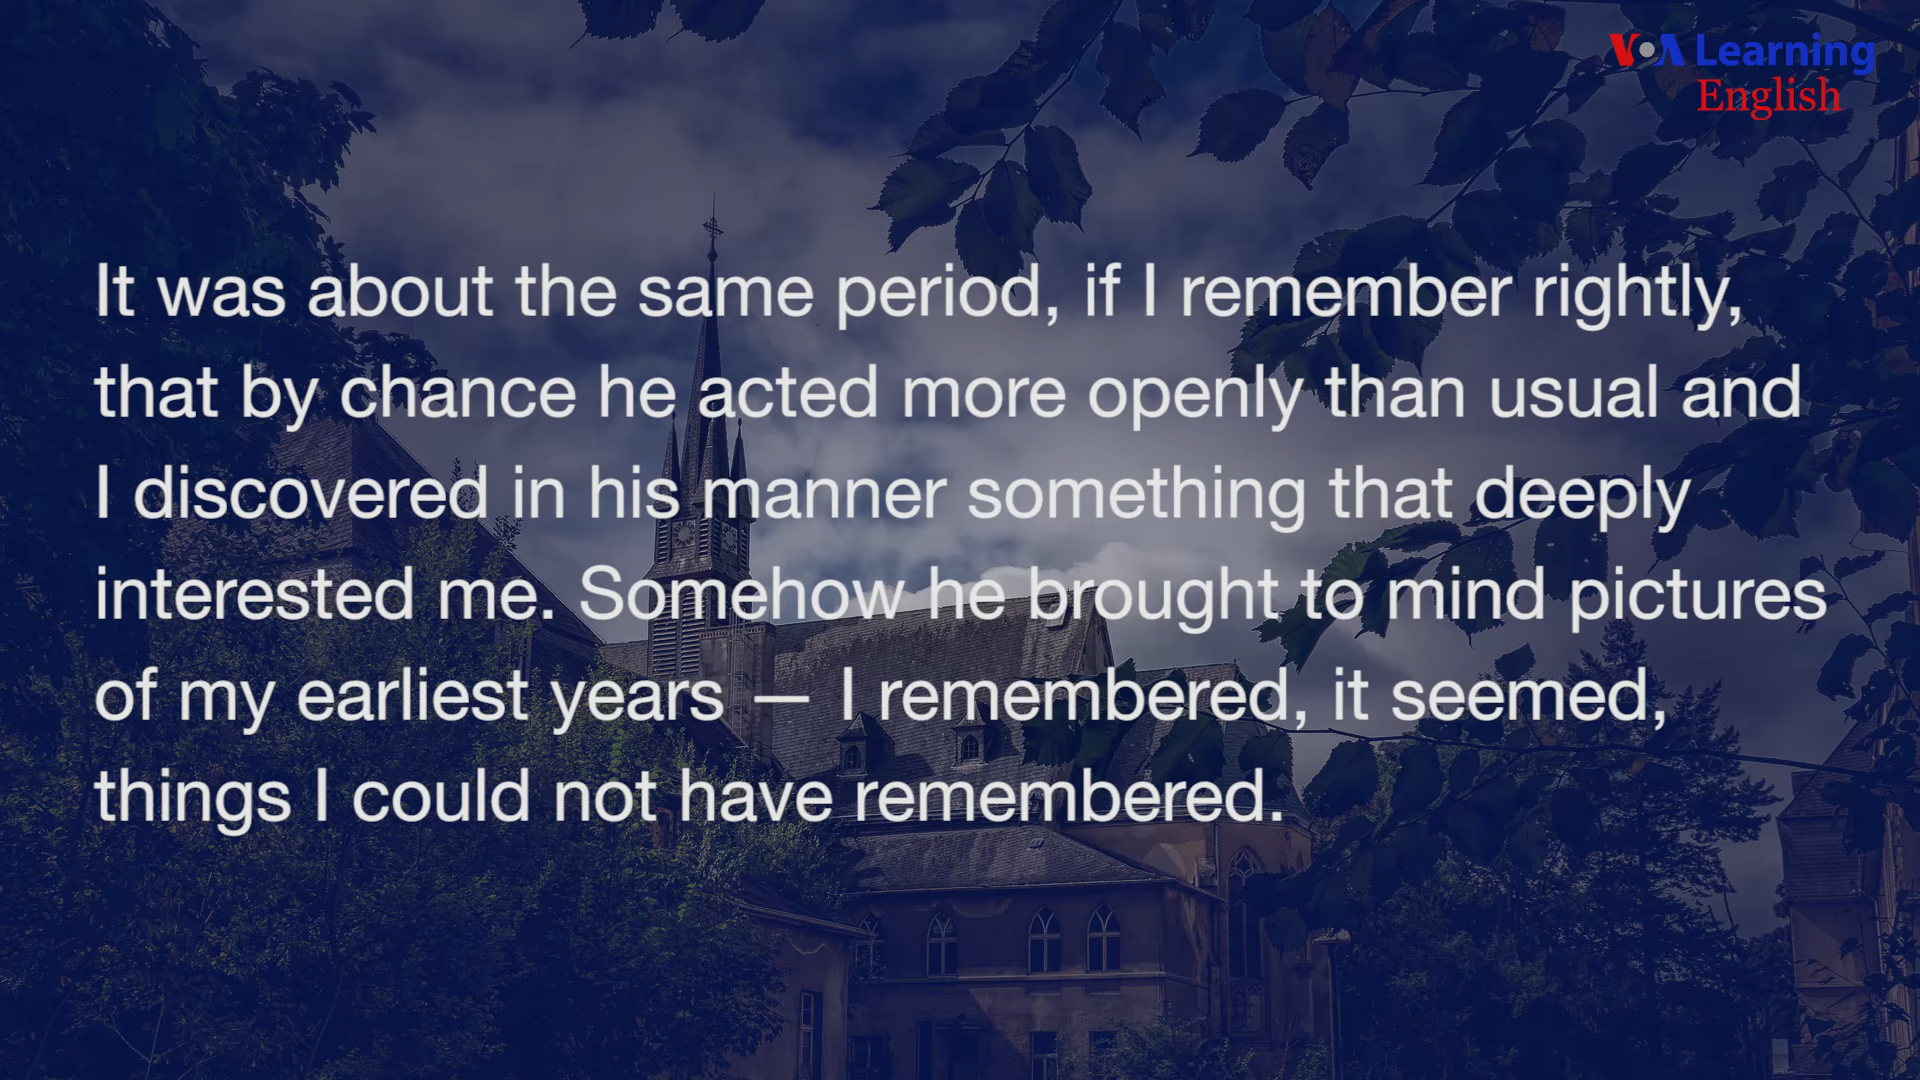 VOA Learning
English
It was about the same period, if I remember rightly,
that by chance he acted more openly than usual and
I discovered in his manner something that deeply
interested me. Somehow he brought to mind pictures
of my earliest years — I remembered, it seemed,
things I could not have remembered.